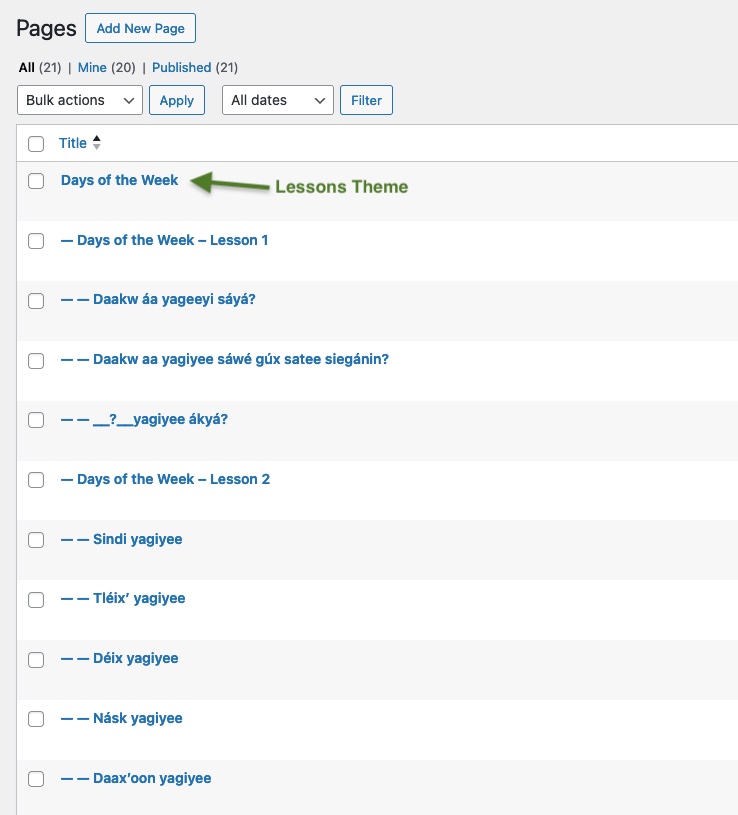 Pages Add New Page
All (21) | Mine (20) | Published (21)
Bulk actions Apply All dates Filter
Title
Days of the Week Lessons Theme
— Days of the Week – Lesson 1
— — Daakw áa yageeyi sáyá?
— — Daakw aa yagiyee sáwé gúx satee siegánin?
— — __?__yagiyee ákyá?
— Days of the Week – Lesson 2
— — Sindi yagiyee
— — Tléix’ yagiyee
— — Déix yagiyee
— — Násk yagiyee
— — Daax’oon yagiyee